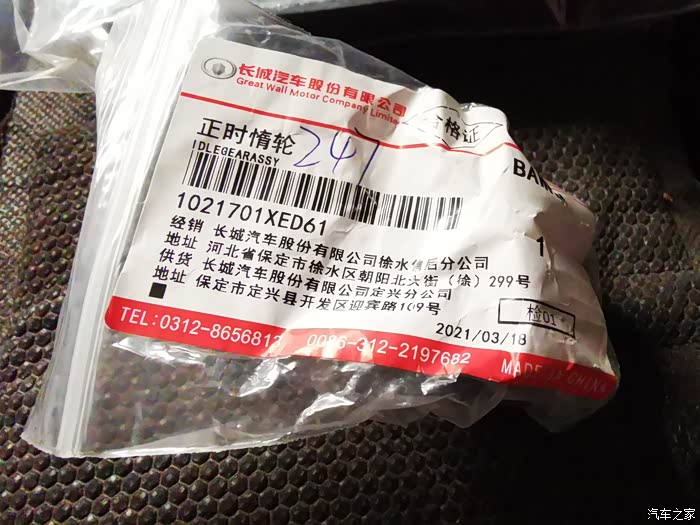 长城汽车股份有限公司
Great Wall Motor Company Limited
合格证
正时惰轮
247
IDLEGEARASSY
1021701XED61
1
经销 长城汽车股份有限公司徐水售后分公司
地址 河北省保定市徐水区朝阳北大街(徐)299号
供货 长城汽车股份有限公司定兴分公司
地址 保定市定兴县开发区迎宾路109号
检01
2021/03/18
TEL:0312-8656813 0086-312-2197682 MADE IN CHINA
汽车之家